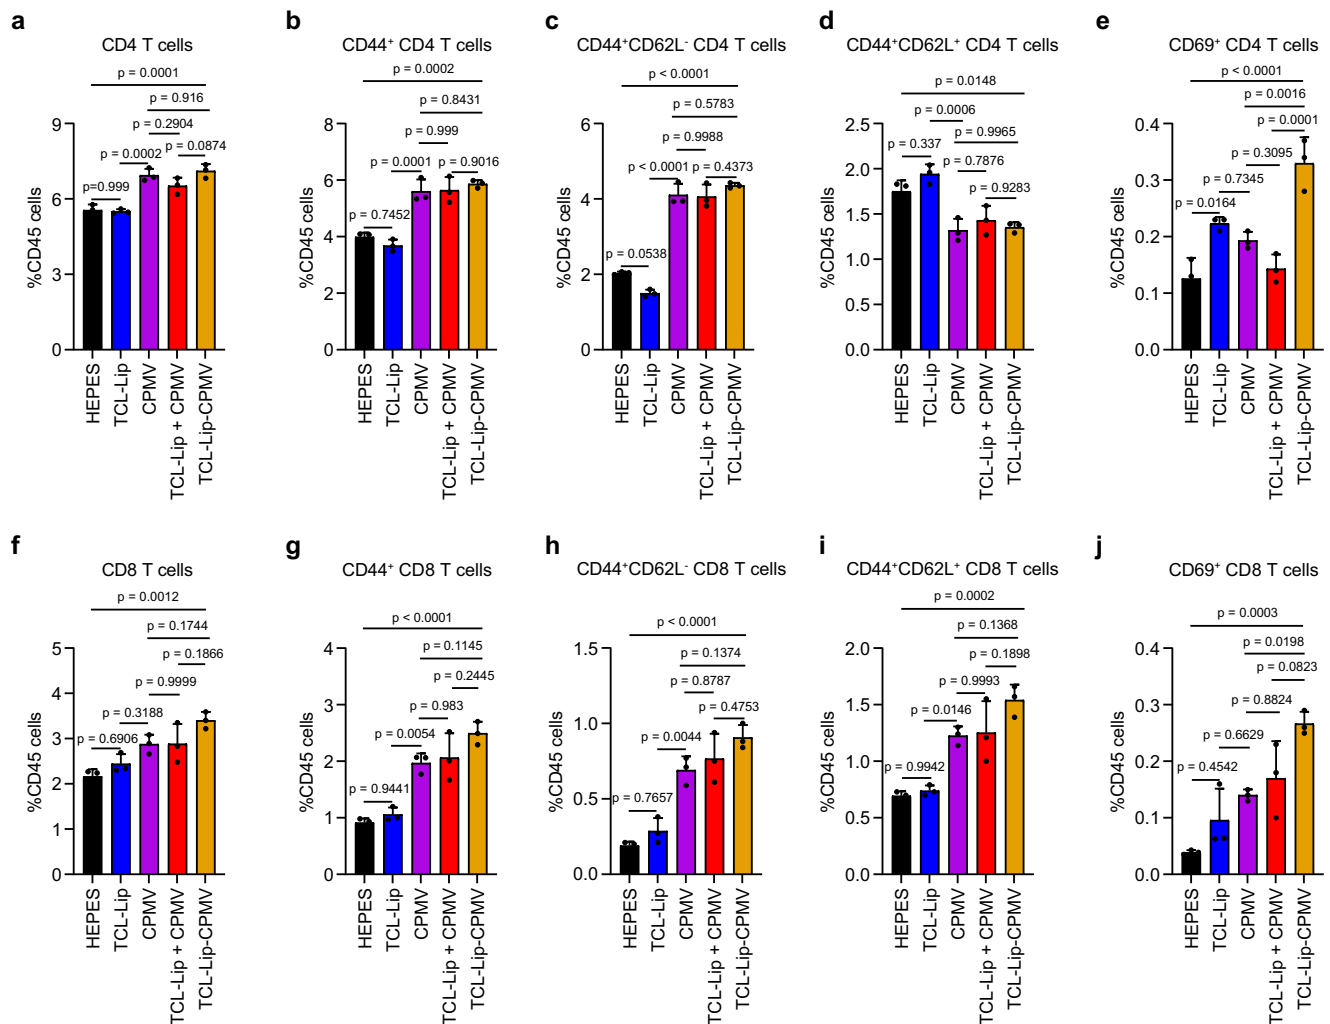 a
CD4 T cells
p = 0.0001
p = 0.916
p = 0.2904
p = 0.0874
p = 0.0002
p=0.999
%CD45 cells
9
6
3
0
HEPES
TCL-Lip
CPMV
TCL-Lip + CPMV
TCL-Lip-CPMV
b
CD44⁺ CD4 T cells
p = 0.0002
p = 0.8431
p = 0.999
p = 0.0001
p = 0.9016
p = 0.7452
%CD45 cells
8
6
4
2
0
HEPES
TCL-Lip
CPMV
TCL-Lip + CPMV
TCL-Lip-CPMV
c
CD44⁺CD62L⁻ CD4 T cells
p < 0.0001
p = 0.5783
p = 0.9988
p < 0.0001
p = 0.4373
p = 0.0538
%CD45 cells
6
4
2
0
HEPES
TCL-Lip
CPMV
TCL-Lip + CPMV
TCL-Lip-CPMV
d
CD44⁺CD62L⁺ CD4 T cells
p = 0.0148
p = 0.0006
p = 0.9965
p = 0.337
p = 0.7876
p = 0.9283
%CD45 cells
2.5
2.0
1.5
1.0
0.5
0.0
HEPES
TCL-Lip
CPMV
TCL-Lip + CPMV
TCL-Lip-CPMV
e
CD69⁺ CD4 T cells
p < 0.0001
p = 0.0016
p = 0.0001
p = 0.3095
p = 0.7345
p = 0.0164
%CD45 cells
0.4
0.3
0.2
0.1
0.0
HEPES
TCL-Lip
CPMV
TCL-Lip + CPMV
TCL-Lip-CPMV
f
CD8 T cells
p = 0.0012
p = 0.1744
p = 0.1866
p = 0.9999
p = 0.3188
p = 0.6906
%CD45 cells
5
4
3
2
1
0
HEPES
TCL-Lip
CPMV
TCL-Lip + CPMV
TCL-Lip-CPMV
g
CD44⁺ CD8 T cells
p < 0.0001
p = 0.1145
p = 0.2445
p = 0.983
p = 0.0054
p = 0.9441
%CD45 cells
4
3
2
1
0
HEPES
TCL-Lip
CPMV
TCL-Lip + CPMV
TCL-Lip-CPMV
h
CD44⁺CD62L⁻ CD8 T cells
p < 0.0001
p = 0.1374
p = 0.8787
p = 0.4753
p = 0.0044
p = 0.7657
%CD45 cells
1.5
1.0
0.5
0.0
HEPES
TCL-Lip
CPMV
TCL-Lip + CPMV
TCL-Lip-CPMV
i
CD44⁺CD62L⁺ CD8 T cells
p = 0.0002
p = 0.1368
p = 0.1898
p = 0.9993
p = 0.0146
p = 0.9942
%CD45 cells
2.0
1.5
1.0
0.5
0.0
HEPES
TCL-Lip
CPMV
TCL-Lip + CPMV
TCL-Lip-CPMV
j
CD69⁺ CD8 T cells
p = 0.0003
p = 0.0198
p = 0.0823
p = 0.8824
p = 0.6629
p = 0.4542
%CD45 cells
0.4
0.3
0.2
0.1
0.0
HEPES
TCL-Lip
CPMV
TCL-Lip + CPMV
TCL-Lip-CPMV